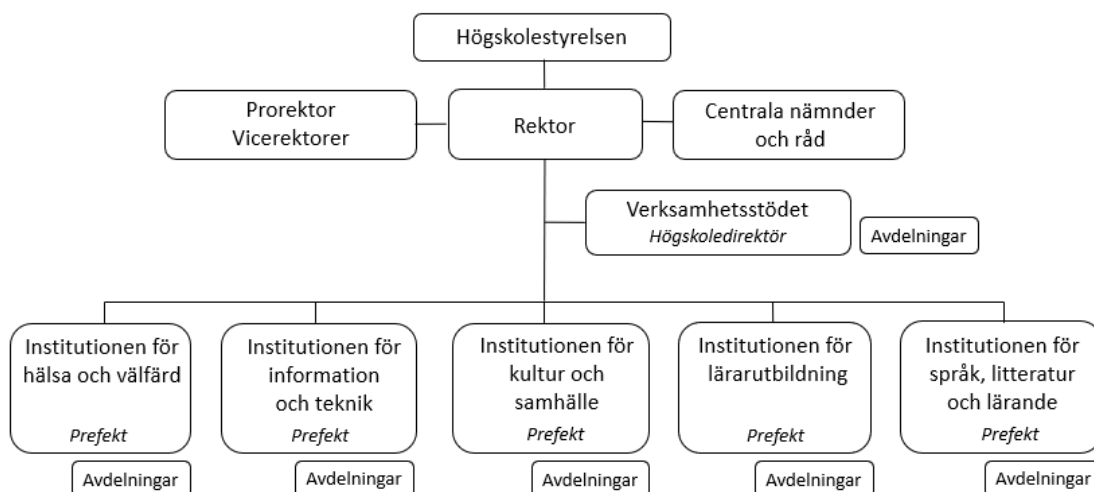 Högskolestyrelsen
Prorektor
Vicerektorer
Rektor
Centrala nämnder
och råd
Verksamhetsstödet
Högskoledirektör
Avdelningar
Institutionen för
hälsa och välfärd
Prefekt
Avdelningar
Institutionen för
information
och teknik
Prefekt
Avdelningar
Institutionen för
kultur och
samhälle
Prefekt
Avdelningar
Institutionen för
lärarutbildning
Prefekt
Avdelningar
Institutionen för
språk, litteratur
och lärande
Prefekt
Avdelningar